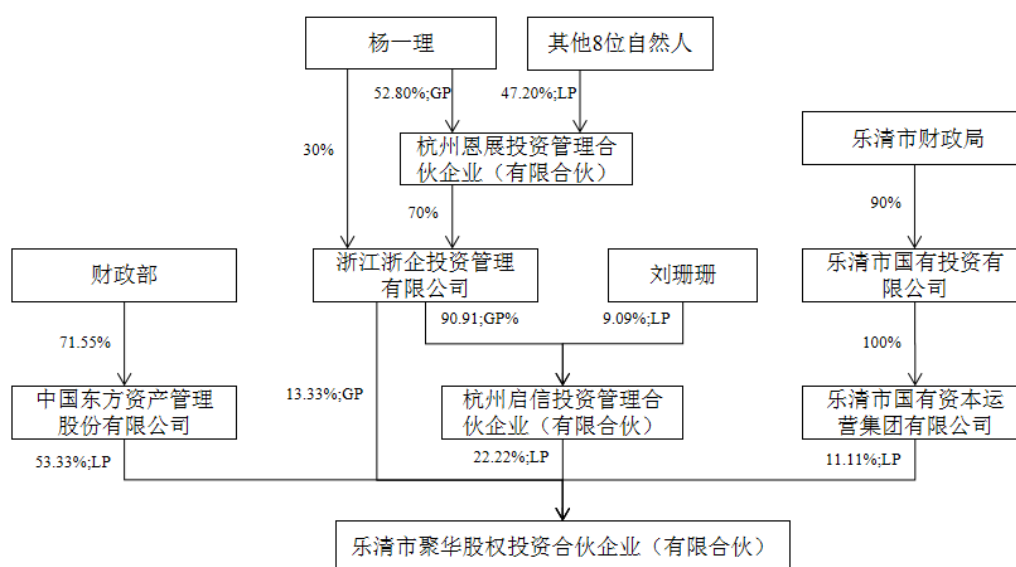 杨一理
其他8位自然人
52.80%;GP
47.20%;LP
30%
杭州恩展投资管理合
伙企业（有限合伙）
乐清市财政局
70%
90%
财政部
浙江浙企投资管理
有限公司
刘珊珊
乐清市国有投资有
限公司
90.91;GP%
9.09%;LP
71.55%
100%
中国东方资产管理
股份有限公司
13.33%;GP
杭州启信投资管理合
伙企业（有限合伙）
乐清市国有资本运
营集团有限公司
53.33%;LP
22.22%;LP
11.11%;LP
乐清市聚华股权投资合伙企业（有限合伙）